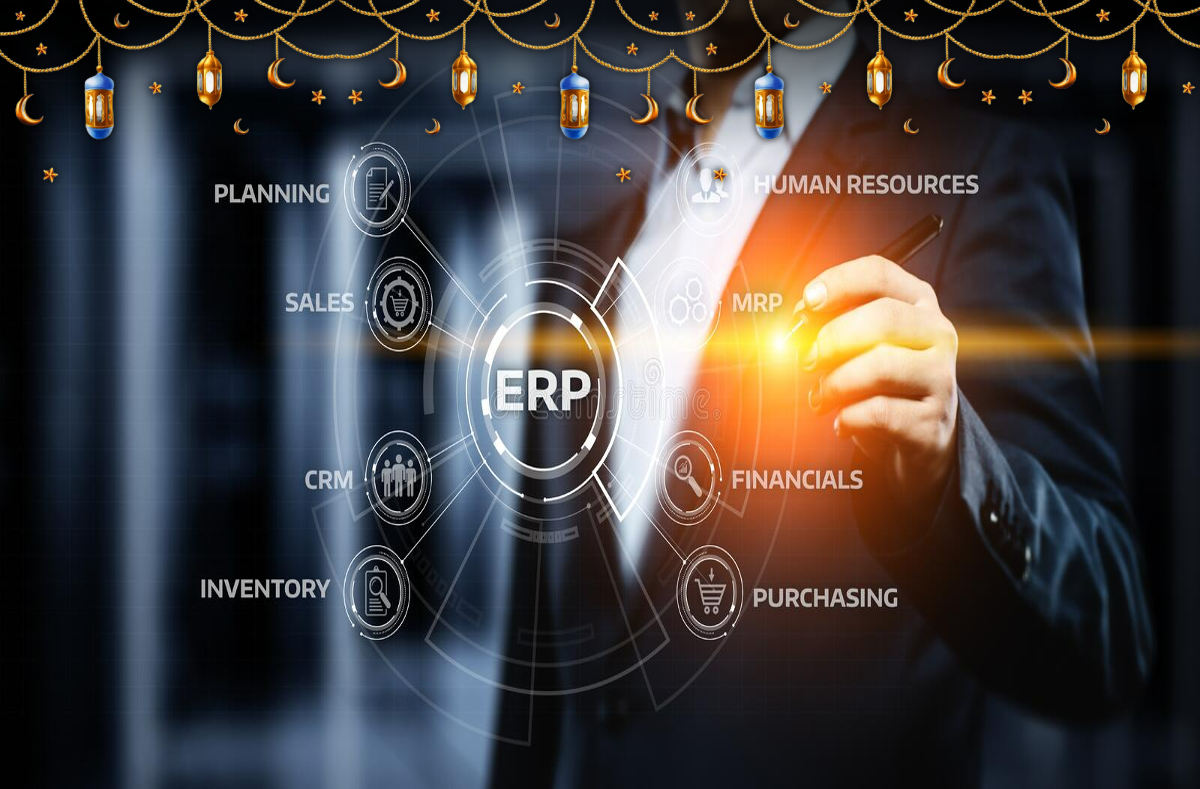 PLANNING
HUMAN RESOURCES
SALES
MRP
ERP
CRM
FINANCIALS
INVENTORY
PURCHASING